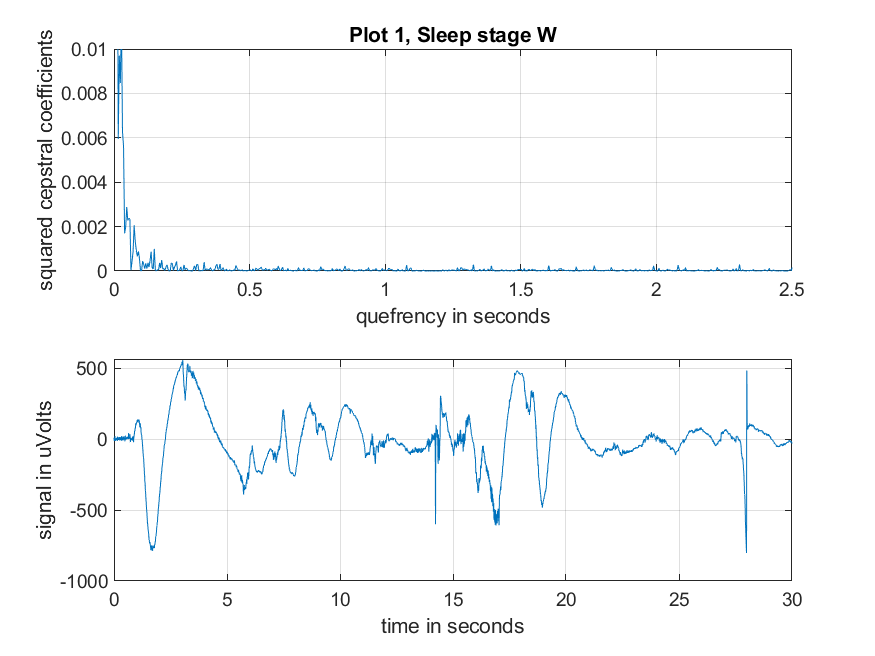 Plot 1, Sleep stage W
squared cepstral coefficients
0.01
0.008
0.006
0.004
0.002
0
0 0.5 1 1.5 2 2.5
quefrency in seconds
signal in uVolts
500
0
-500
-1000
0 5 10 15 20 25 30
time in seconds